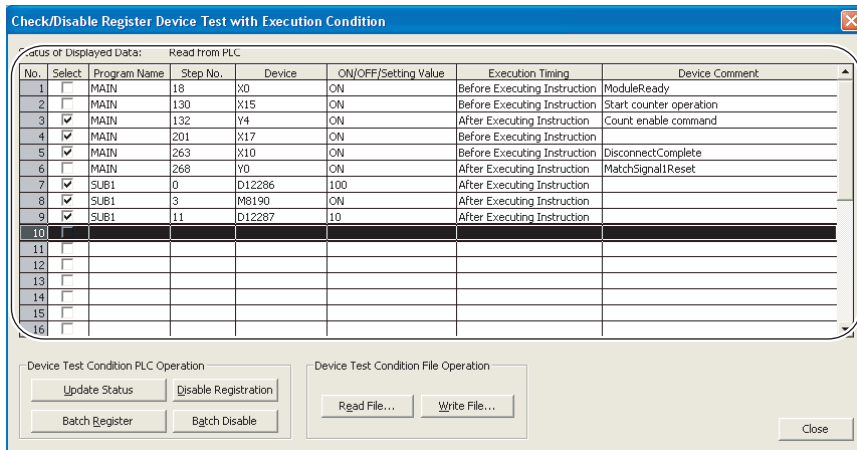 Check/Disable Register Device Test with Execution Condition
Status of Displayed Data: Read from PLC
No. Select Program Name Step No. Device ON/OFF/Setting Value Execution Timing Device Comment
1 MAIN 18 X0 ON Before Executing Instruction ModuleReady
2 MAIN 130 X15 ON Before Executing Instruction Start counter operation
3 MAIN 132 Y4 ON After Executing Instruction Count enable command
4 MAIN 201 X17 ON Before Executing Instruction
5 MAIN 263 X10 ON Before Executing Instruction DisconnectComplete
6 MAIN 268 Y0 ON After Executing Instruction MatchSignal1Reset
7 SUB1 0 D12286 100 After Executing Instruction
8 SUB1 3 M8190 ON After Executing Instruction
9 SUB1 11 D12287 10 After Executing Instruction
10
11
12
13
14
15
16
Device Test Condition PLC Operation Device Test Condition File Operation
Update Status Disable Registration
Read File... Write File...
Batch Register Batch Disable
Close